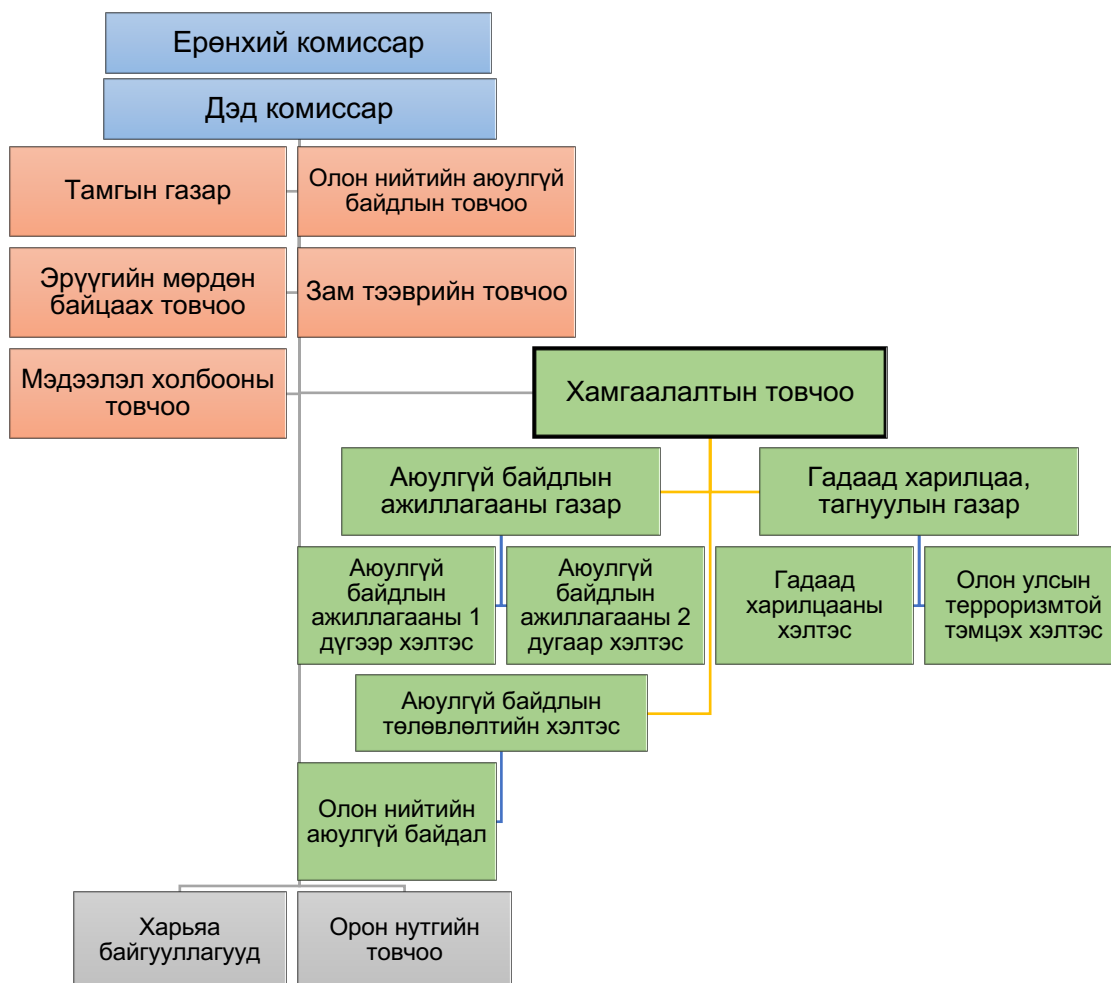 Ерөнхий комиссар
Дэд комиссар
Тамгын газар
Олон нийтийн аюулгүй
байдлын товчоо
Эрүүгийн мөрдөн
байцаах товчоо
Зам тээврийн товчоо
Мэдээлэл холбооны
товчоо
Хамгаалалтын товчоо
Аюулгүй байдлын
ажиллагааны газар
Гадаад харилцаа,
тагнуулын газар
Аюулгүй
байдлын
ажиллагааны 1
дүгээр хэлтэс
Аюулгүй
байдлын
ажиллагааны 2
дугаар хэлтэс
Гадаад
харилцааны
хэлтэс
Олон улсын
терроризмтой
тэмцэх хэлтэс
Аюулгүй байдлын
төлөвлөлтийн хэлтэс
Олон нийтийн
аюулгүй байдал
Харьяа
байгууллагууд
Орон нутгийн
товчоо